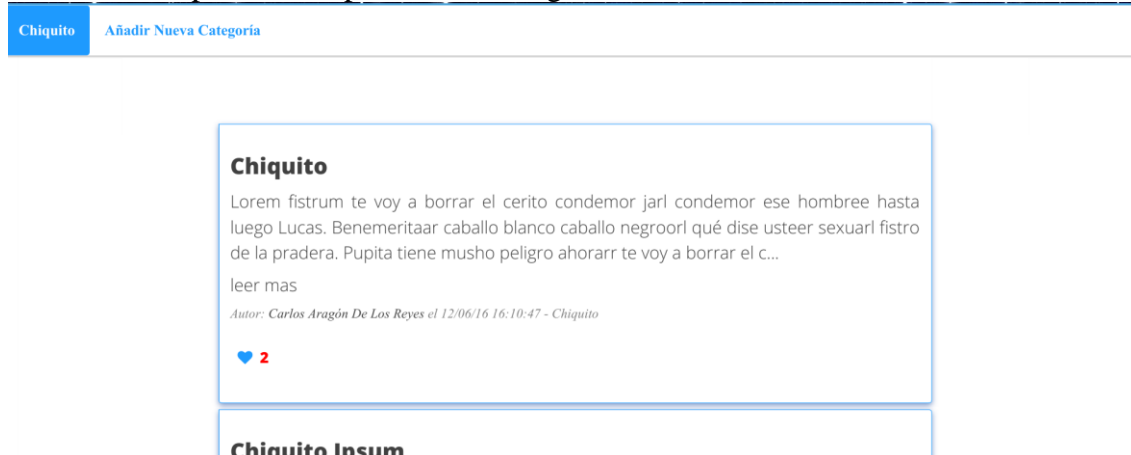 Chiquito Añadir Nueva Categoría
Chiquito
Lorem fistrum te voy a borrar el cerito condemor jarl condemor ese hombree hasta
luego Lucas. Benemeritaar caballo blanco caballo negroorl qué dise usteer sexuarl fistro
de la pradera. Pupita tiene musho peligro ahorarr te voy a borrar el c...
leer mas
Autor: Carlos Aragón De Los Reyes el 12/06/16 16:10:47 - Chiquito
2
Chiquito Ipsum